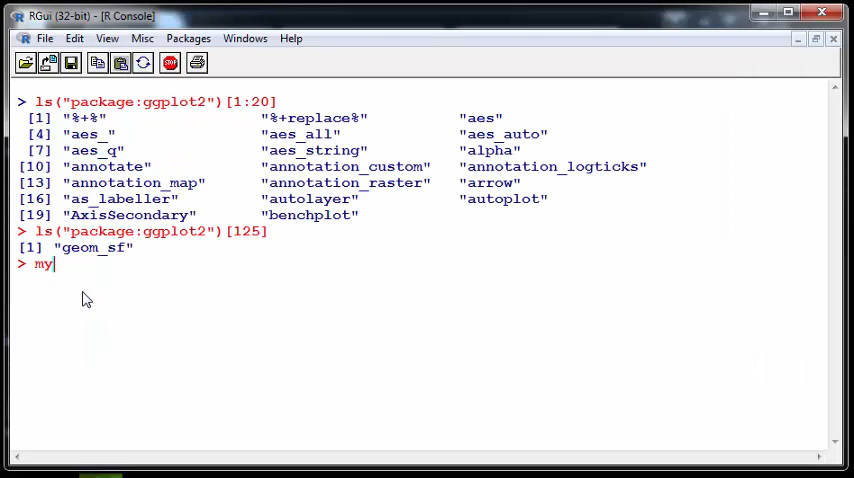 RGui (32-bit) - [R Console]
File Edit View Misc Packages Windows Help
STOP
> ls("package:ggplot2")[1:20]
[1] "%+%" "%+replace%" "aes"
[4] "aes_" "aes_all" "aes_auto"
[7] "aes_q" "aes_string" "alpha"
[10] "annotate" "annotation_custom" "annotation_logticks"
[13] "annotation_map" "annotation_raster" "arrow"
[16] "as_labeller" "autolayer" "autoplot"
[19] "AxisSecondary" "benchplot"
> ls("package:ggplot2")[125]
[1] "geom_sf"
> my